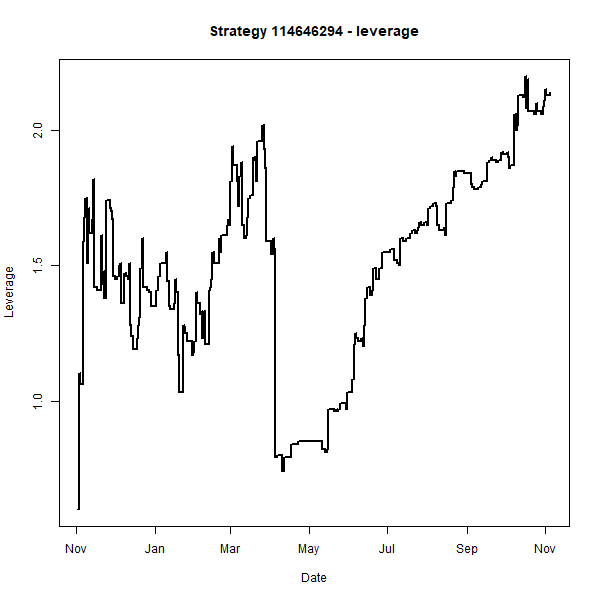 Strategy 114646294 - leverage
2.0
1.5
1.0
Leverage
Nov Jan Mar May Jul Sep Nov
Date